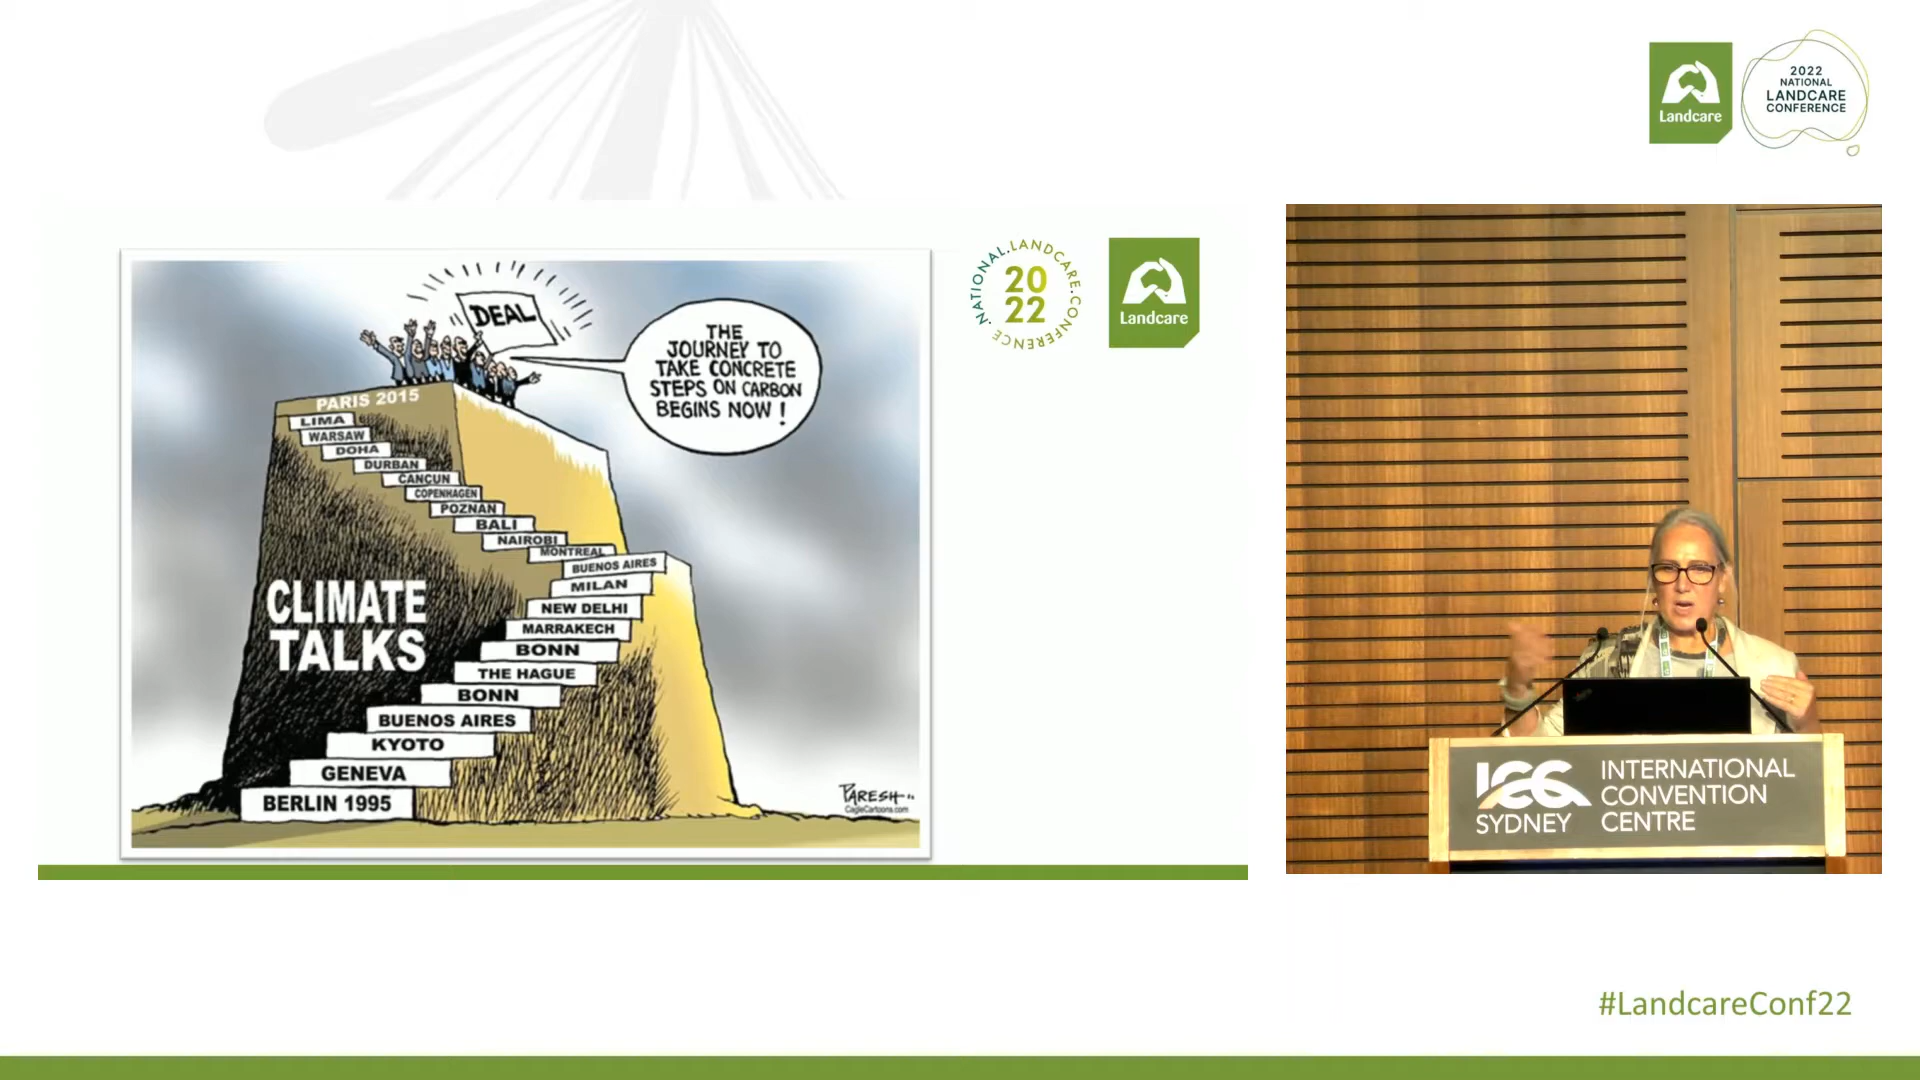 Landcare
2022
NATIONAL
LANDCARE
CONFERENCE
.NATIONAL.LANDCARE.CONFERENCE
20
22
Landcare
DEAL
THE
JOURNEY TO
TAKE CONCRETE
STEPS ON CARBON
BEGINS NOW!
PARIS 2015
LIMA
WARSAW
DOHA
DURBAN
CANCUN
COPENHAGEN
POZNAN
BALI
NAIROBI
MONTREAL
BUENOS AIRES
MILAN
NEW DELHI
MARRAKECH
BONN
THE HAGUE
BONN
BUENOS AIRES
KYOTO
GENEVA
BERLIN 1995
CLIMATE
TALKS
PARESH
CagleCartoons.com
ICC
SYDNEY
INTERNATIONAL
CONVENTION
CENTRE
#LandcareConf22